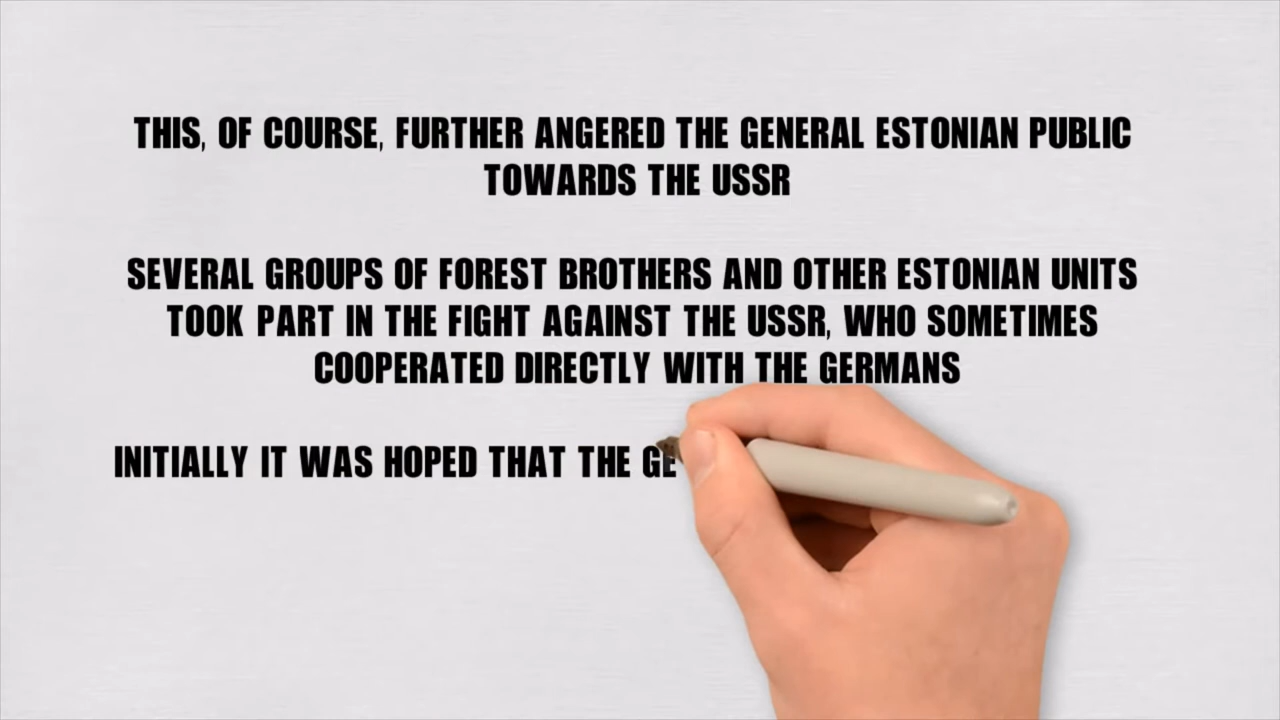 THIS, OF COURSE, FURTHER ANGERED THE GENERAL ESTONIAN PUBLIC
TOWARDS THE USSR
SEVERAL GROUPS OF FOREST BROTHERS AND OTHER ESTONIAN UNITS
TOOK PART IN THE FIGHT AGAINST THE USSR, WHO SOMETIMES
COOPERATED DIRECTLY WITH THE GERMANS
INITIALLY IT WAS HOPED THAT THE GE